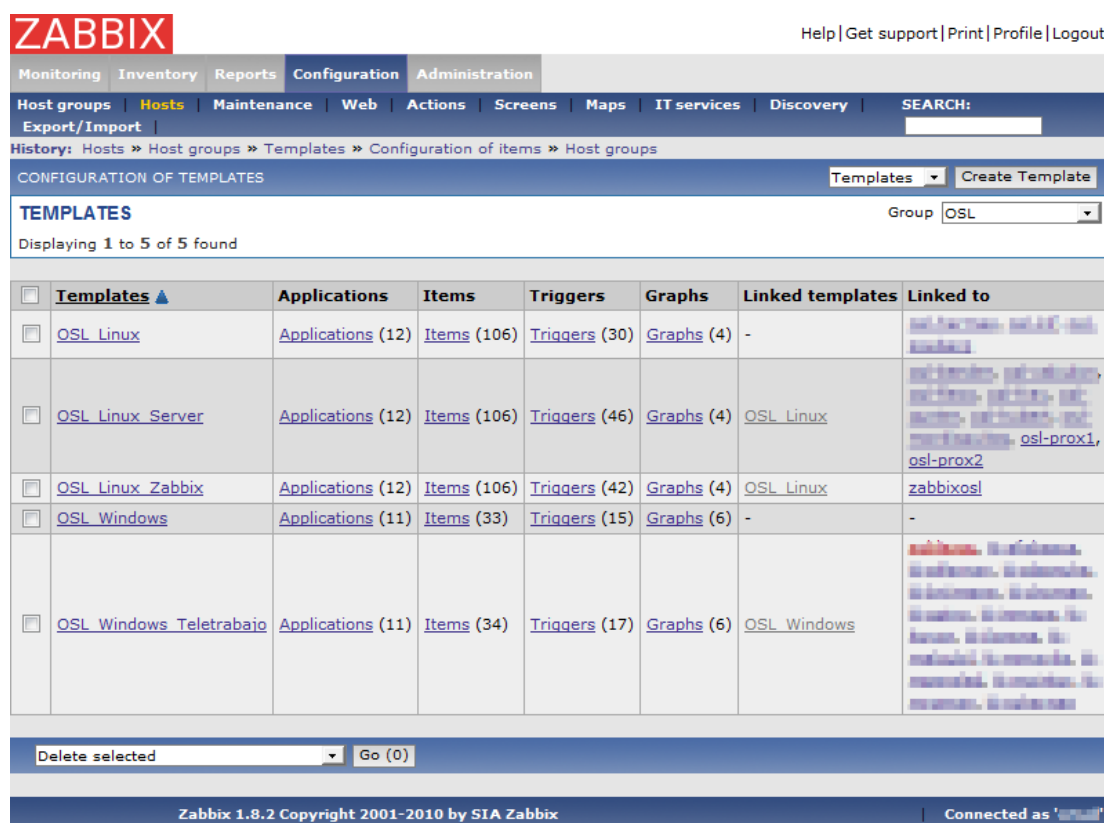 ZABBIX
Help|Get support|Print|Profile|Logout
Monitoring Inventory Reports Configuration Administration
Host groups | Hosts | Maintenance | Web | Actions | Screens | Maps | IT services | Discovery | SEARCH:
Export/Import |
History: Hosts » Host groups » Templates » Configuration of items » Host groups
CONFIGURATION OF TEMPLATES Templates Create Template
TEMPLATES Group OSL
Displaying 1 to 5 of 5 found
Templates Applications Items Triggers Graphs Linked templates Linked to
OSL_Linux Applications (12) Items (106) Triggers (30) Graphs (4) -
OSL_Linux_Server Applications (12) Items (106) Triggers (46) Graphs (4) OSL_Linux
osl-prox1,
osl-prox2
OSL_Linux_Zabbix Applications (12) Items (106) Triggers (42) Graphs (4) OSL_Linux zabbixosl
OSL_Windows Applications (11) Items (33) Triggers (15) Graphs (6) - -
OSL_Windows_Teletrabajo Applications (11) Items (34) Triggers (17) Graphs (6) OSL_Windows
Delete selected Go (0)
Zabbix 1.8.2 Copyright 2001-2010 by SIA Zabbix | Connected as '